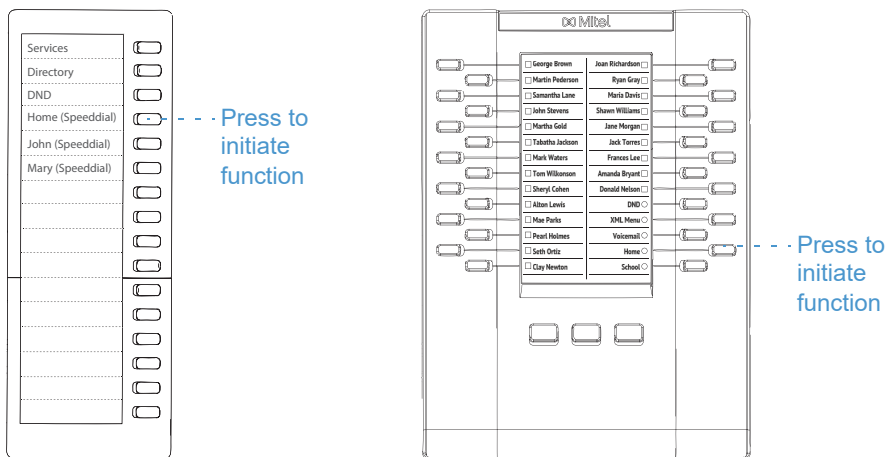 Services
Directory
DND
Home (Speeddial)
John (Speeddial)
Mary (Speeddial)
Press to
initiate
function
Mitel
George Brown
Joan Richardson
Martin Pederson
Ryan Gray
Samantha Lane
Maria Davis
John Stevens
Shawn Williams
Martha Gold
Jane Morgan
Tabatha Jackson
Jack Torres
Mark Waters
Frances Lee
Tom Wilkonson
Amanda Bryant
Sheryl Cohen
Donald Nelson
Alton Lewis
DND
Mae Parks
XML Menu
Pearl Holmes
Voicemail
Seth Ortiz
Home
Clay Newton
School
Press to
initiate
function